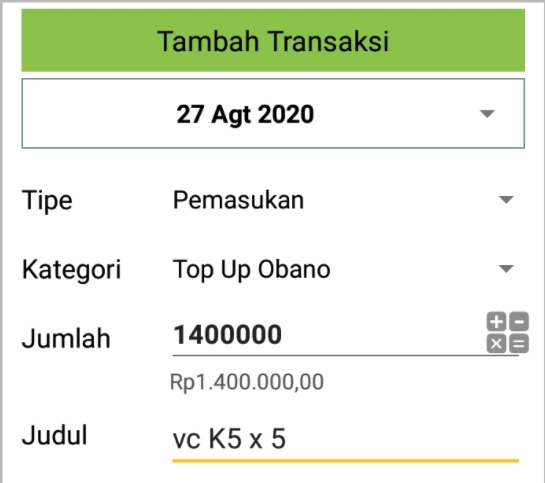 Tambah Transaksi
27 Agt 2020
Tipe Pemasukan
Kategori Top Up Obano
Jumlah 1400000
Rp1.400.000,00
Judul vc K5 x 5